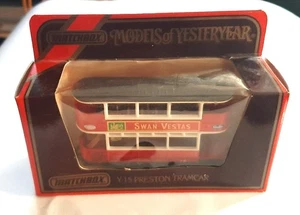 MATCHBOX
MODELS of YESTERYEAR
SWAN VESTAS
MATCHBOX
Y-15 PRESTON TRAMCAR